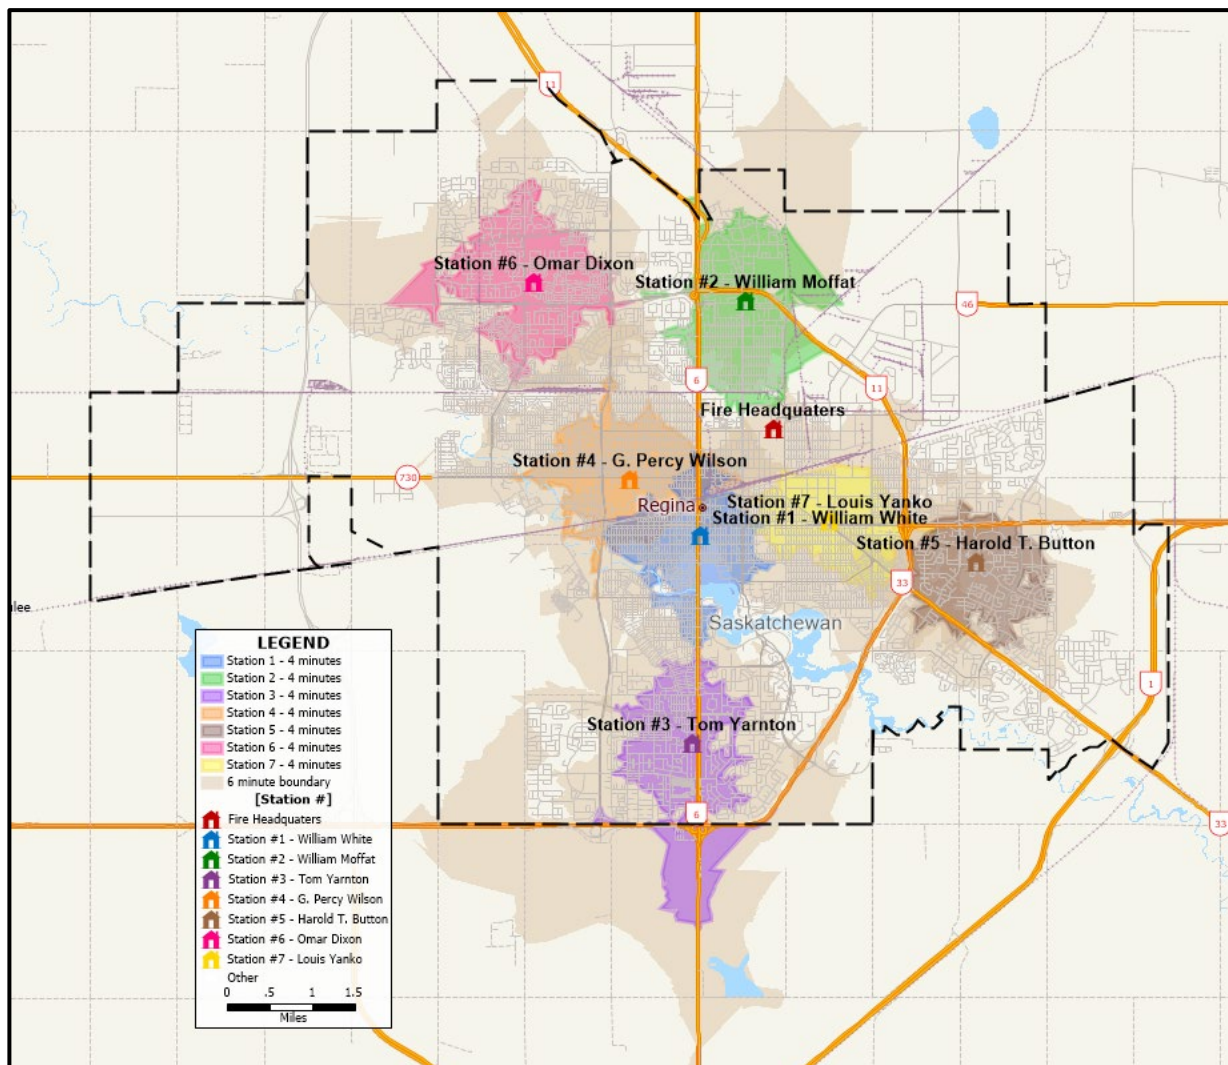 11
Station #6 - Omar Dixon
Station #2 - William Moffat
46
6
11
Fire Headquaters
Station #4 - G. Percy Wilson
730
Regina
Station #7 - Louis Yanko
Station #1 - William White
Station #5 - Harold T. Button
33
lee
Saskatchewan
1
Station #3 - Tom Yarnton
6
33
LEGEND
Station 1 - 4 minutes
Station 2 - 4 minutes
Station 3 - 4 minutes
Station 4 - 4 minutes
Station 5 - 4 minutes
Station 6 - 4 minutes
Station 7 - 4 minutes
6 minute boundary
[Station #]
Fire Headquaters
Station #1 - William White
Station #2 - William Moffat
Station #3 - Tom Yarnton
Station #4 - G. Percy Wilson
Station #5 - Harold T. Button
Station #6 - Omar Dixon
Station #7 - Louis Yanko
Other
0 .5 1 1.5
Miles